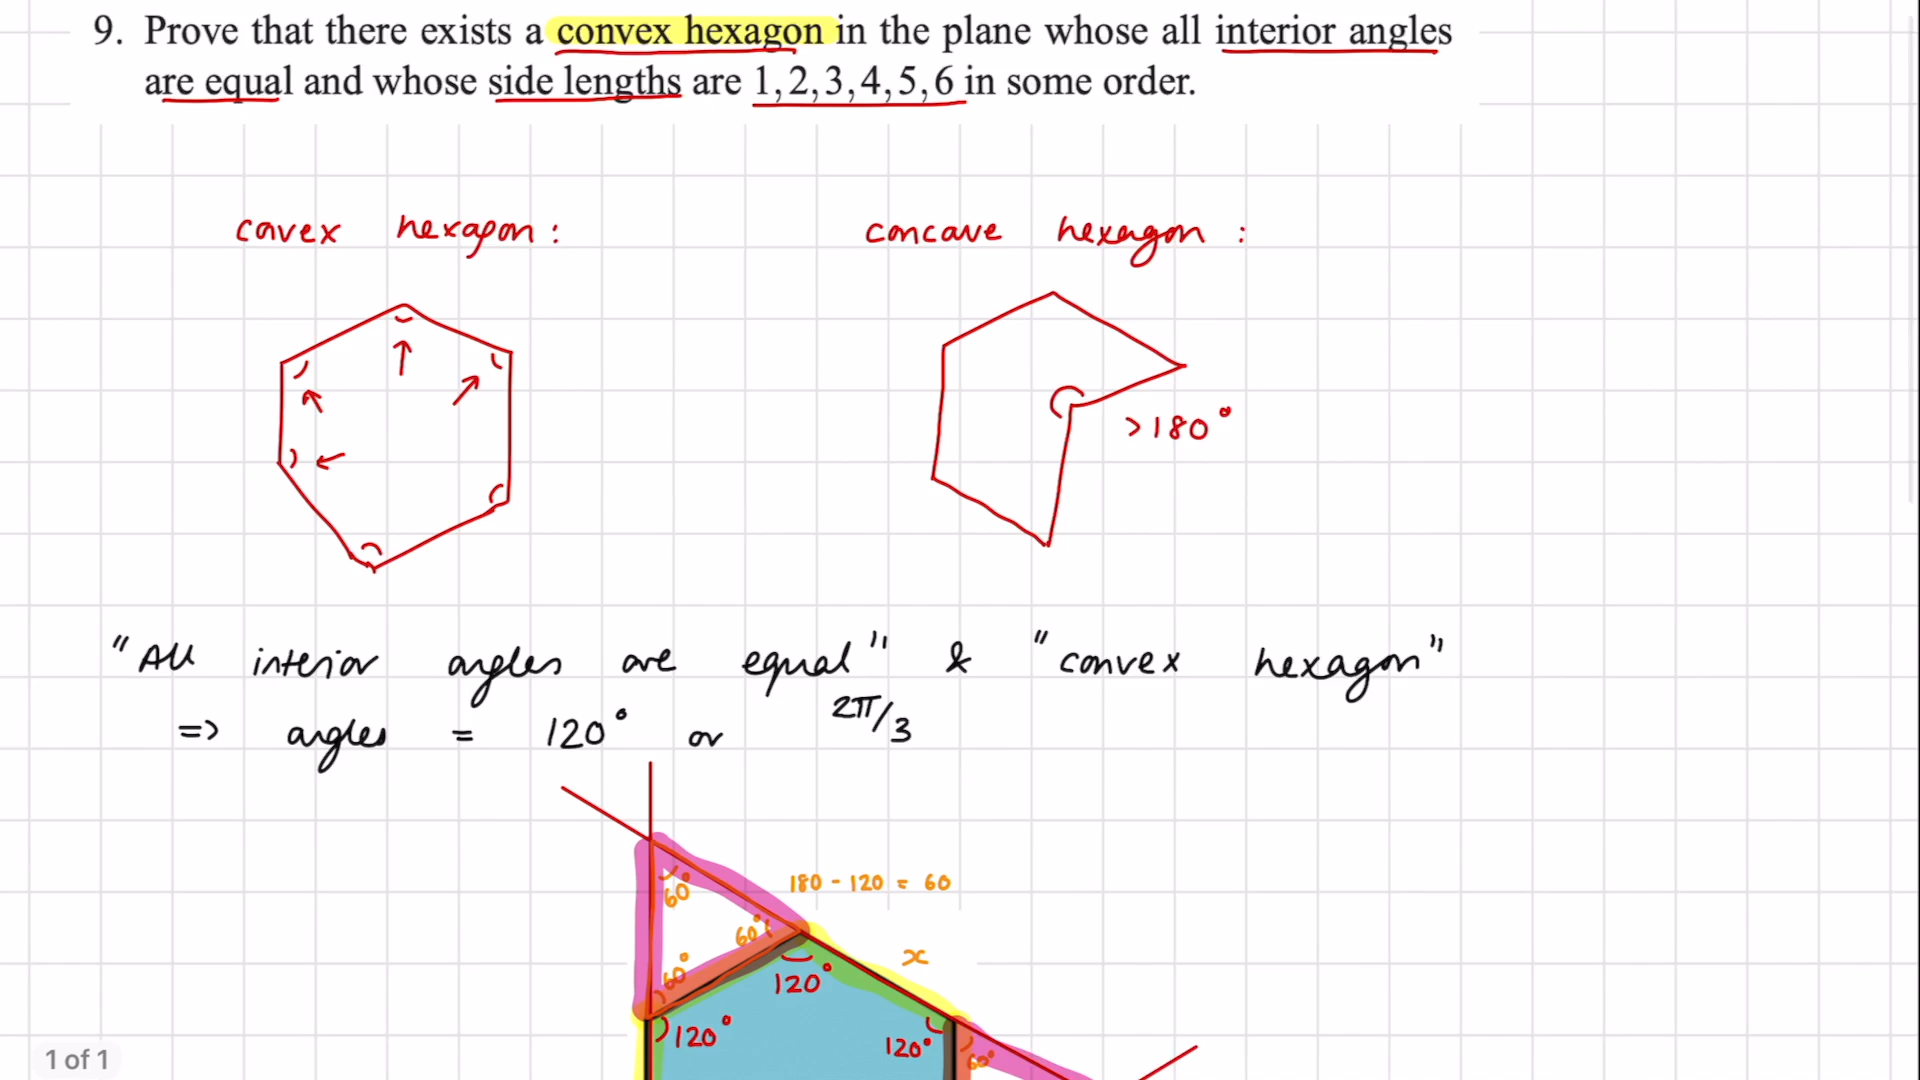 9. Prove that there exists a convex hexagon in the plane whose all interior angles
are equal and whose side lengths are 1,2,3,4,5,6 in some order.
cavex hexagon:
concave hexagon :
>180°
"All interior angles are equal" & "convex hexagon"
=> angles = 120° or 2π/3
180 - 120 = 60
60°
60°
x
60°
120°
120°
120°
60°
1 of 1